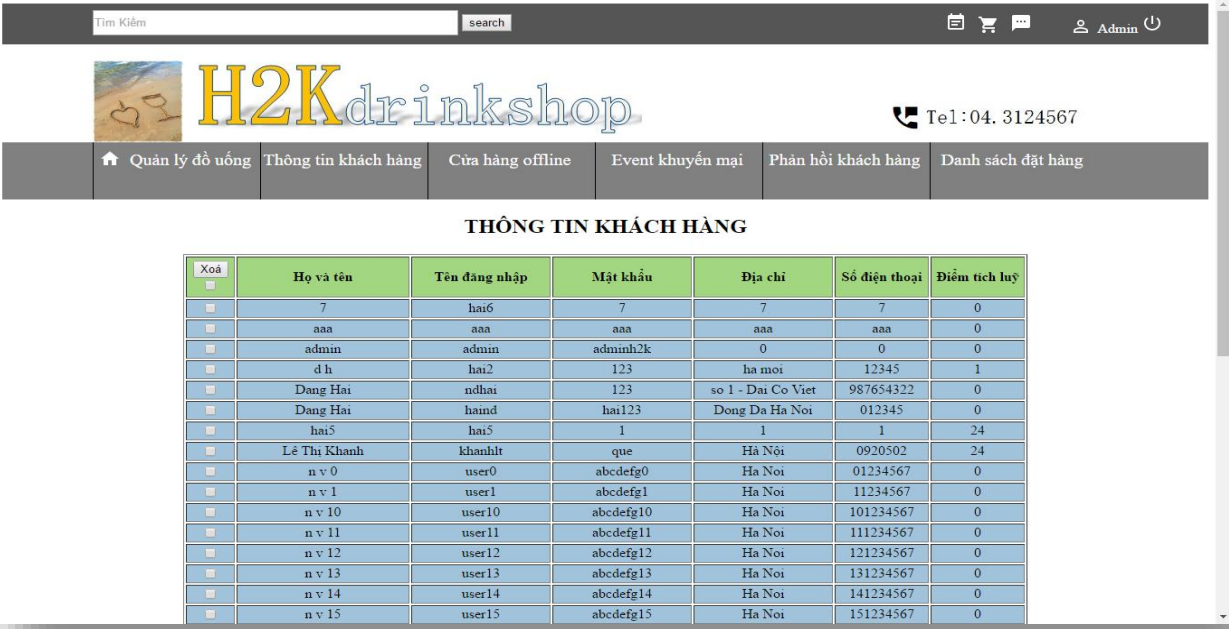 Tìm Kiếm search Admin
H2Kdrinkshop
Tel:04. 3124567
Quản lý đồ uống Thông tin khách hàng Cửa hàng offline Event khuyến mại Phản hồi khách hàng Danh sách đặt hàng
THÔNG TIN KHÁCH HÀNG
Xoá Họ và tên Tên đăng nhập Mật khẩu Địa chỉ Số điện thoại Điểm tích luỹ
7 hai6 7 7 7 0
aaa aaa aaa aaa aaa 0
admin admin adminh2k 0 0 0
d h hai2 123 ha moi 12345 1
Dang Hai ndhai 123 so 1 - Dai Co Viet 987654322 0
Dang Hai haind hai123 Dong Da Ha Noi 012345 0
hai5 hai5 1 1 1 24
Lê Thị Khanh khanhlt que Hà Nội 0920502 24
n v 0 user0 abcdefg0 Ha Noi 01234567 0
n v 1 user1 abcdefg1 Ha Noi 11234567 0
n v 10 user10 abcdefg10 Ha Noi 101234567 0
n v 11 user11 abcdefg11 Ha Noi 111234567 0
n v 12 user12 abcdefg12 Ha Noi 121234567 0
n v 13 user13 abcdefg13 Ha Noi 131234567 0
n v 14 user14 abcdefg14 Ha Noi 141234567 0
n v 15 user15 abcdefg15 Ha Noi 151234567 0